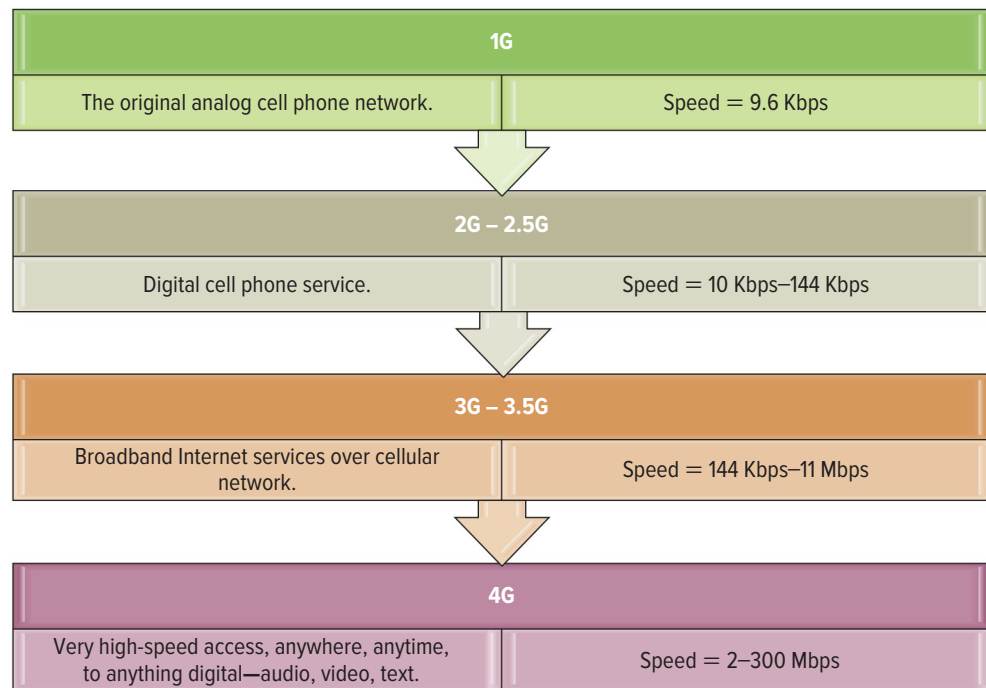 1G
The original analog cell phone network.
Speed = 9.6 Kbps
2G – 2.5G
Digital cell phone service.
Speed = 10 Kbps–144 Kbps
3G – 3.5G
Broadband Internet services over cellular
network.
Speed = 144 Kbps–11 Mbps
4G
Very high-speed access, anywhere, anytime,
to anything digital—audio, video, text.
Speed = 2–300 Mbps